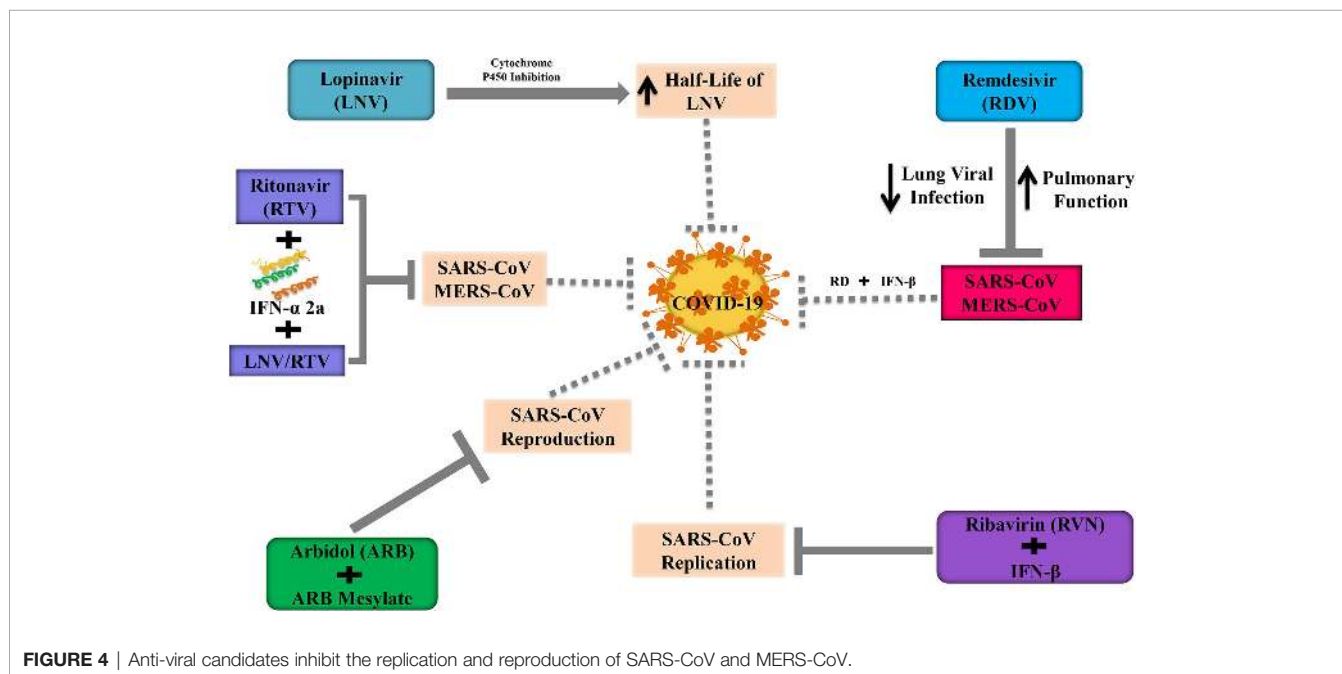 Lopinavir
(LNV)
Cytochrome
P450 Inhibition
Half-Life of
LNV
Remdesivir
(RDV)
Lung Viral
Infection
Pulmonary
Function
Ritonavir
(RTV)
+
IFN-α 2a
+
LNV/RTV
SARS-CoV
MERS-CoV
COVID-19
RD + IFN-β
SARS-CoV
MERS-CoV
SARS-CoV
Reproduction
Arbidol (ARB)
+
ARB Mesylate
SARS-CoV
Replication
Ribavirin (RVN)
+
IFN-β
FIGURE 4 | Anti-viral candidates inhibit the replication and reproduction of SARS-CoV and MERS-CoV.